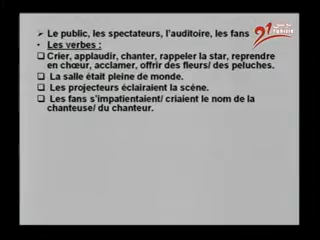 ➢ Le public, les spectateurs, l'auditoire, les fans
• Les verbes :
❑ Crier, applaudir, chanter, rappeler la star, reprendre
en chœur, acclamer, offrir des fleurs/ des peluches.
❑ La salle était pleine de monde.
❑ Les projecteurs éclairaient la scéne.
❑ Les fans s'impatientaient/ criaient le nom de la
chanteuse/ du chanteur.
21